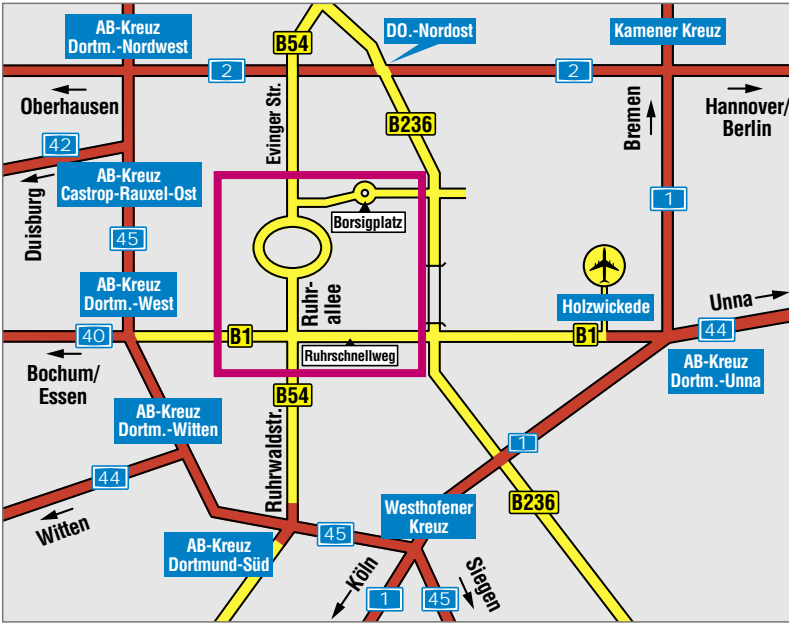 AB-Kreuz
Dortm.-Nordwest
B54
DO.-Nordost
Kamener Kreuz
2
2
Oberhausen
Evinger Str.
B236
Bremen
Hannover/
Berlin
42
Duisburg
AB-Kreuz
Castrop-Rauxel-Ost
1
Borsigplatz
45
AB-Kreuz
Dortm.-West
Ruhr-
allee
Holzwickede
Unna
40
B1
B1
44
Ruhrschnellweg
Bochum/
Essen
AB-Kreuz
Dortm.-Unna
B54
AB-Kreuz
Dortm.-Witten
Ruhrwaldstr.
1
44
Witten
Westhofener
Kreuz
B236
45
AB-Kreuz
Dortmund-Süd
Köln
Siegen
1
45